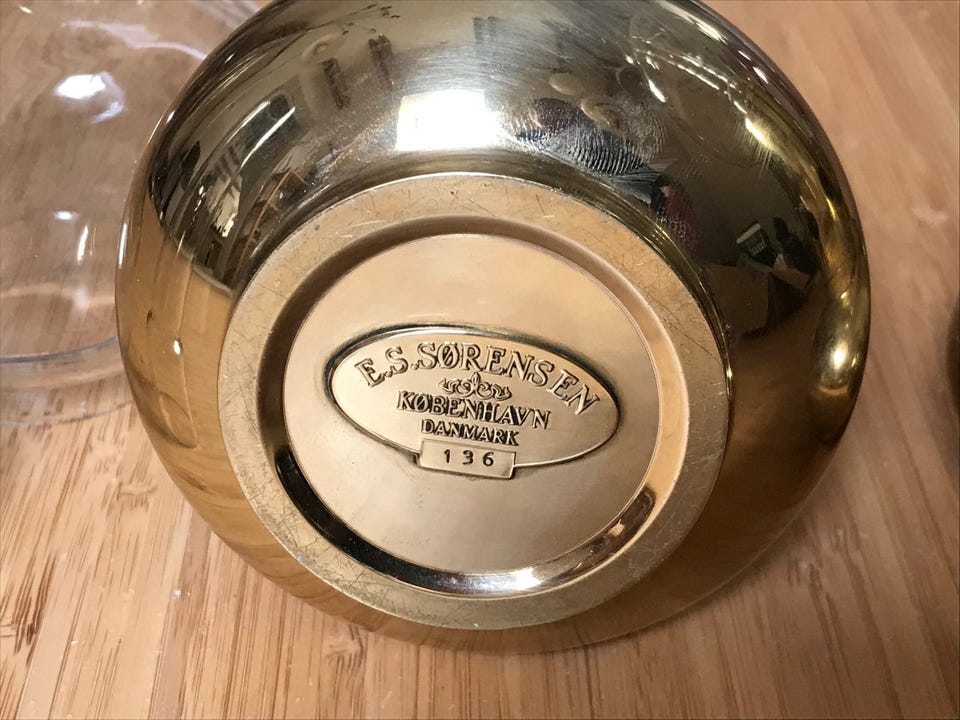 E.S.SØRENSEN
KØBENHAVN
DANMARK
136